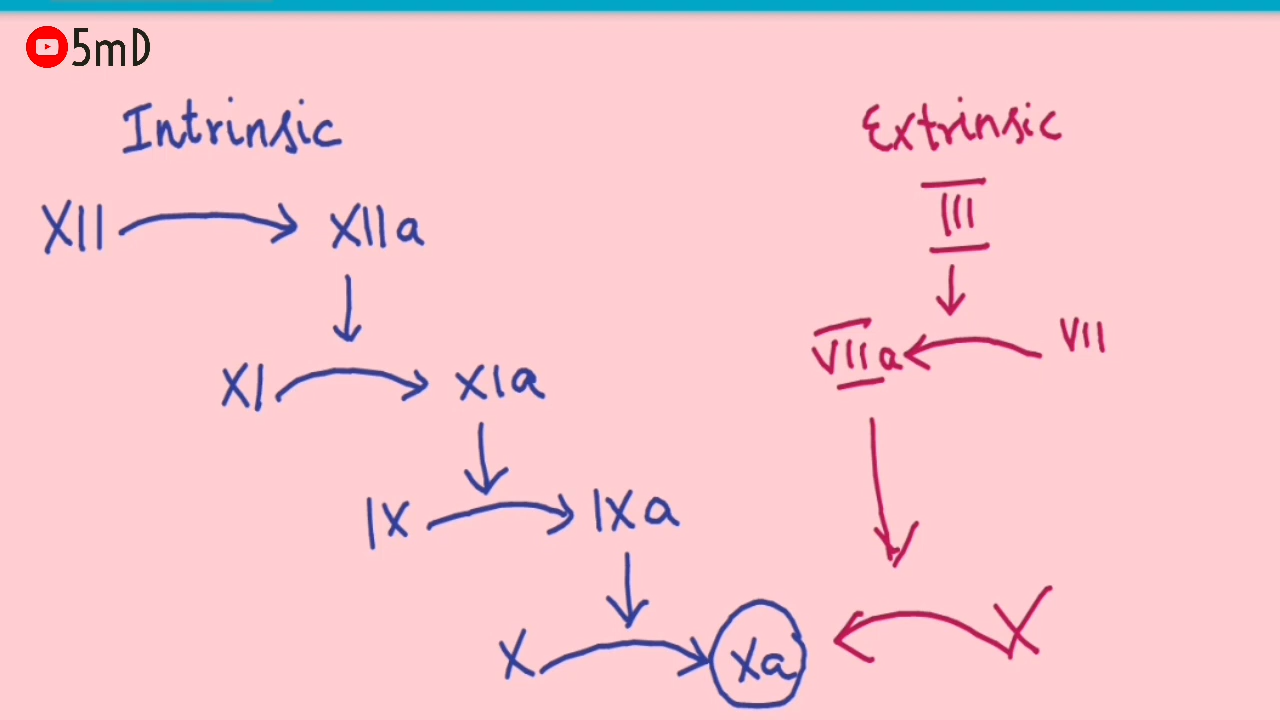 5mD
Intrinsic
XII → XIIa
↓
XI → XIa
↓
IX → IXa
↓
X → Xa
Extrinsic
III
↓
VIIa ← VII
↓
← X